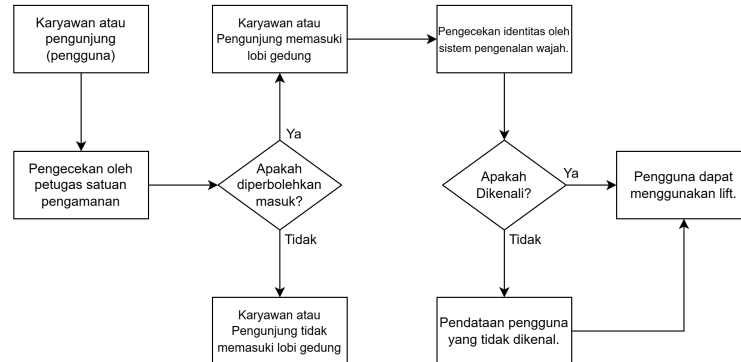 Karyawan atau
pengunjung
(pengguna)
Pengecekan oleh
petugas satuan
pengamanan
Apakah
diperbolehkan
masuk?
Ya
Karyawan atau
Pengunjung memasuki
lobi gedung
Tidak
Karyawan atau
Pengunjung tidak
memasuki lobi gedung
Pengecekan identitas oleh
sistem pengenalan wajah.
Apakah
Dikenali?
Ya
Pengguna dapat
menggunakan lift.
Tidak
Pendataan pengguna
yang tidak dikenal.